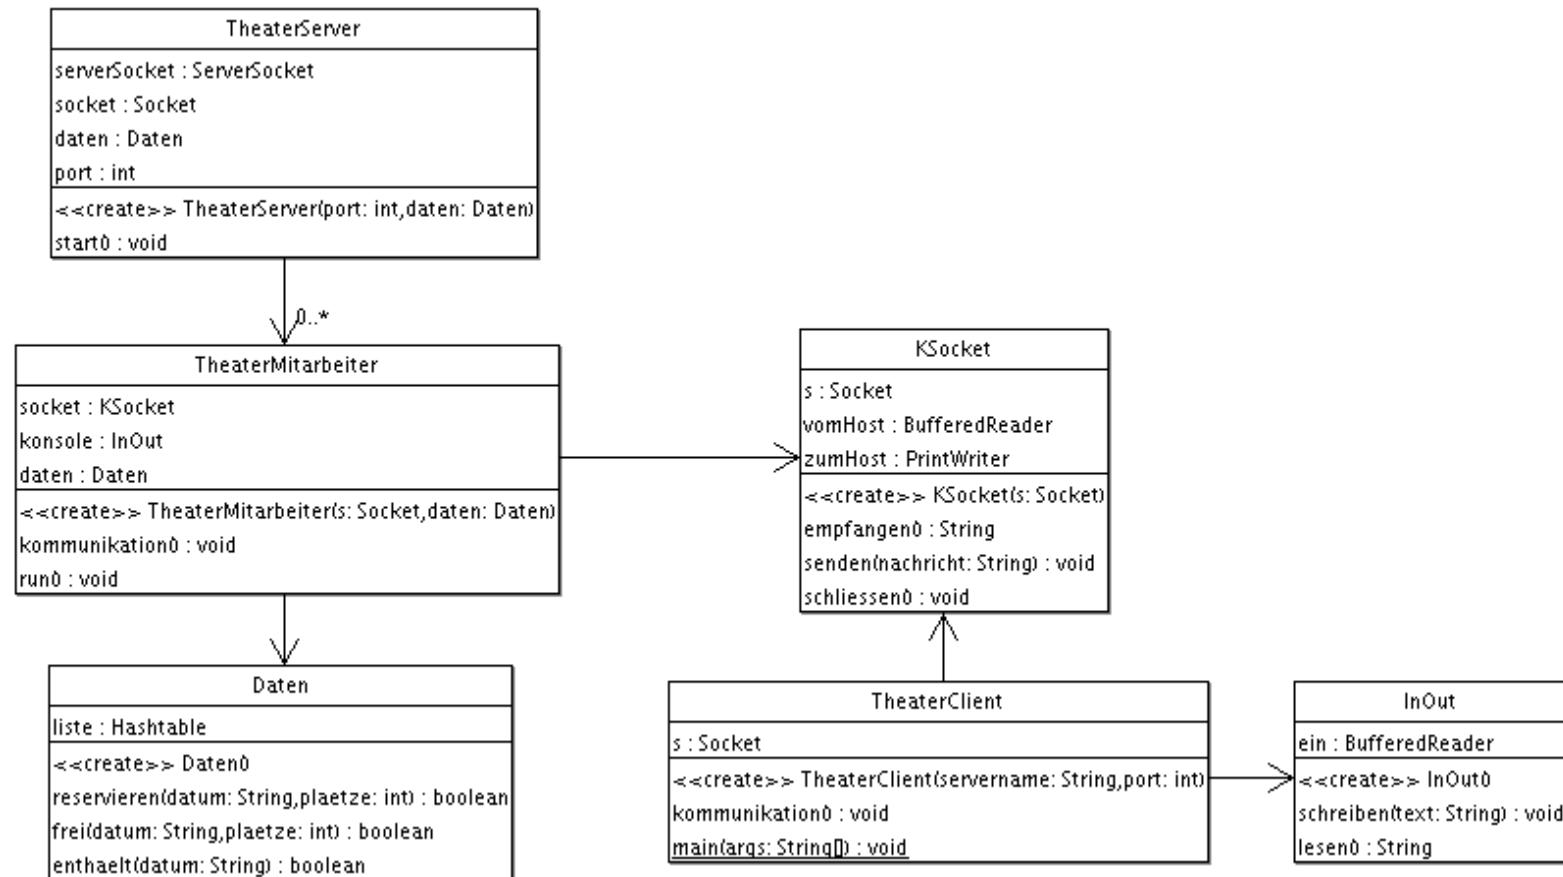 TheaterServer
serverSocket : ServerSocket
socket : Socket
daten : Daten
port : int
<<create>> TheaterServer(port: int,daten: Daten)
start() : void
0..*
TheaterMitarbeiter
socket : KSocket
konsole : InOut
daten : Daten
<<create>> TheaterMitarbeiter(s: Socket,daten: Daten)
kommunikation() : void
run() : void
KSocket
s : Socket
vomHost : BufferedReader
zumHost : PrintWriter
<<create>> KSocket(s: Socket)
empfangen() : String
senden(nachricht: String) : void
schliessen() : void
Daten
liste : Hashtable
<<create>> Daten()
reservieren(datum: String,plaetze: int) : boolean
frei(datum: String,plaetze: int) : boolean
enthaelt(datum: String) : boolean
TheaterClient
s : Socket
<<create>> TheaterClient(servername: String,port: int)
kommunikation() : void
main(args: String[]) : void
InOut
ein : BufferedReader
<<create>> InOut()
schreiben(text: String) : void
lesen() : String